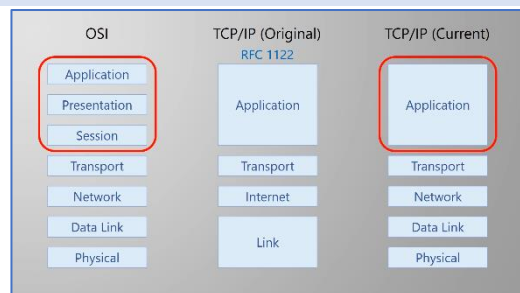 OSI
Application
Presentation
Session
Transport
Network
Data Link
Physical
TCP/IP (Original)
RFC 1122
Application
Transport
Internet
Link
TCP/IP (Current)
Application
Transport
Network
Data Link
Physical